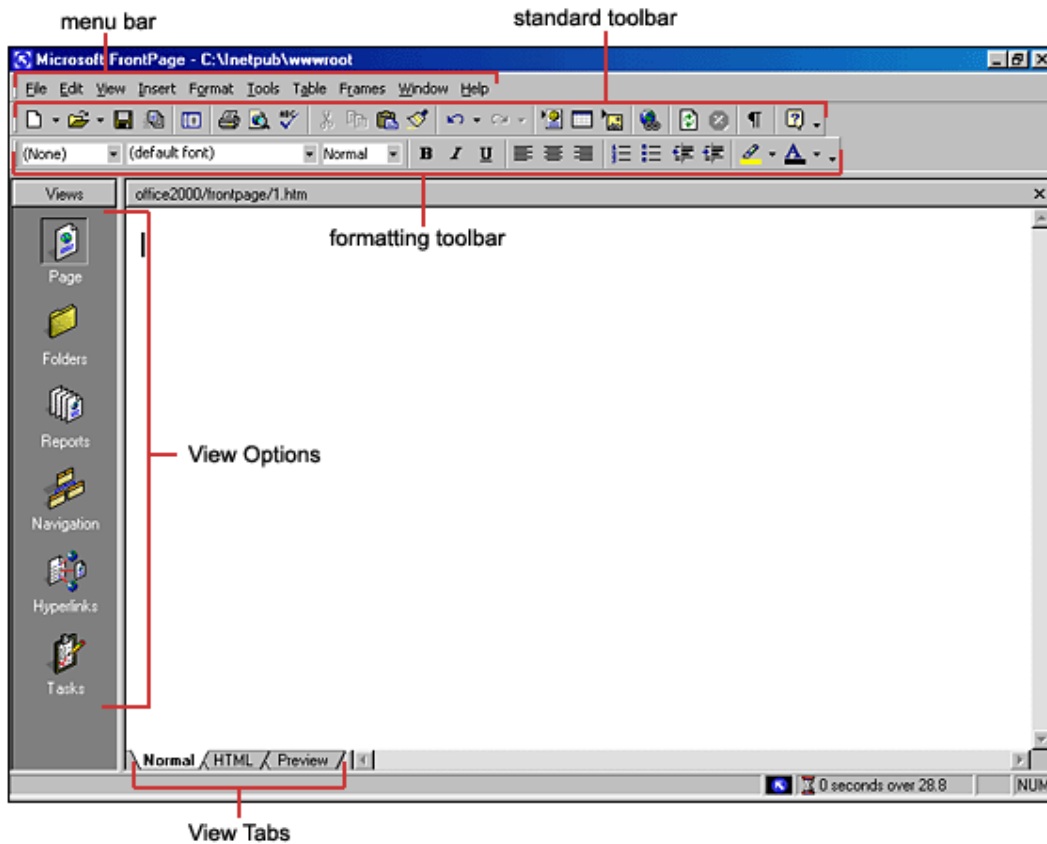 menu bar
standard toolbar
Microsoft FrontPage - C:\Inetpub\wwwroot
File Edit View Insert Format Tools Table Frames Window Help
(None) (default font) Normal B I U
Views office2000/frontpage/1.htm
formatting toolbar
Page
Folders
Reports
View Options
Navigation
Hyperlinks
Tasks
Normal HTML Preview
0 seconds over 28.8 NUM
View Tabs